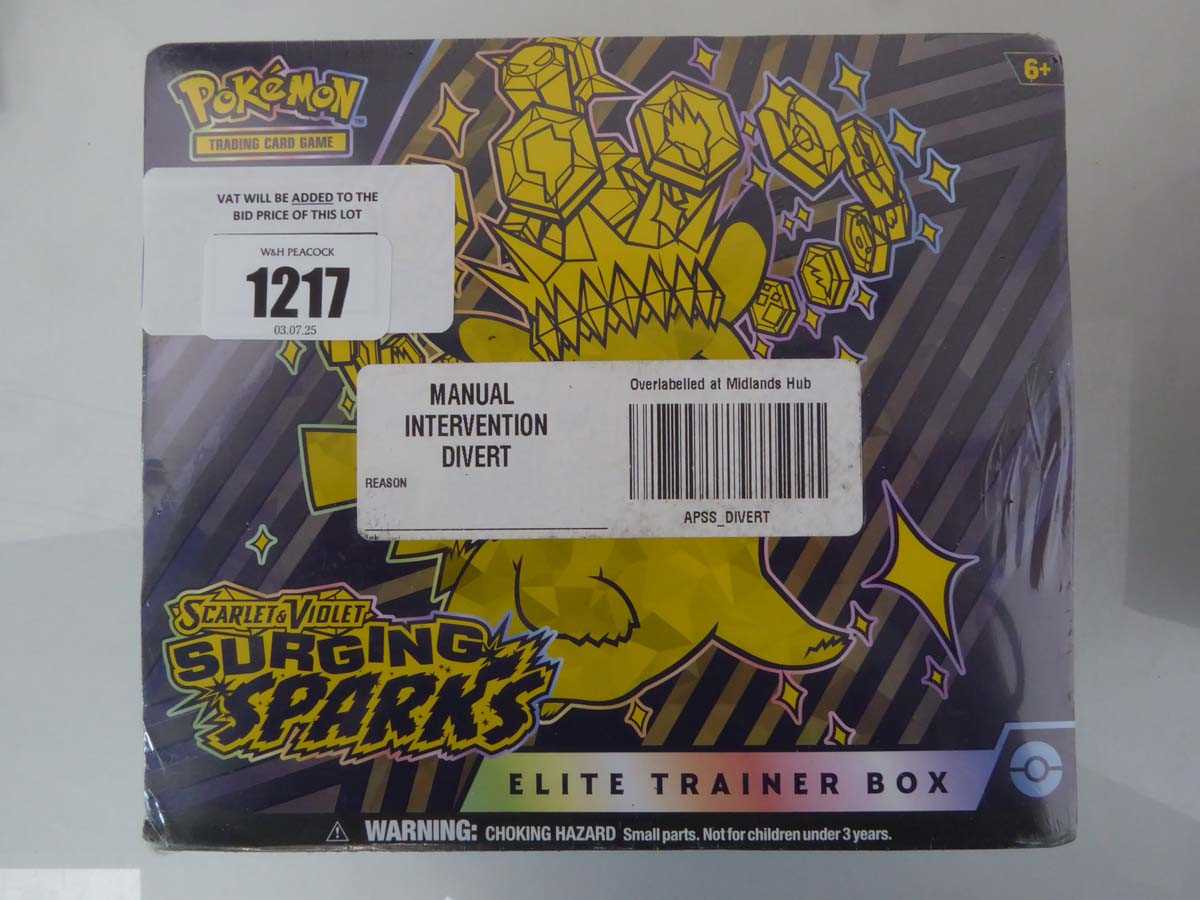 POKéMON
TM
TRADING CARD GAME
6+
VAT WILL BE ADDED TO THE
BID PRICE OF THIS LOT
W&H PEACOCK
1217
03.07.25
MANUAL
INTERVENTION
DIVERT
REASON
Overlabelled at Midlands Hub
APSS_DIVERT
SCARLET & VIOLET
SURGING
SPARKS
ELITE TRAINER BOX
WARNING: CHOKING HAZARD Small parts. Not for children under 3 years.